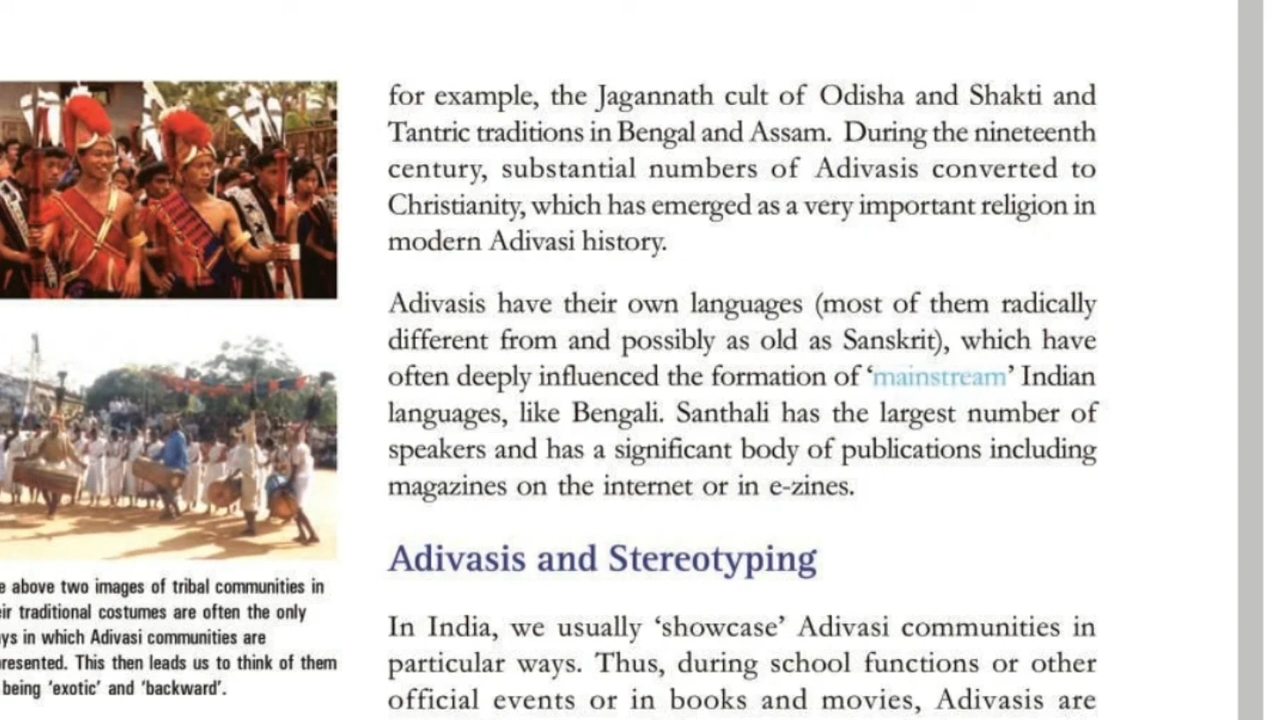 for example, the Jagannath cult of Odisha and Shakti and
Tantric traditions in Bengal and Assam. During the nineteenth
century, substantial numbers of Adivasis converted to
Christianity, which has emerged as a very important religion in
modern Adivasi history.
Adivasis have their own languages (most of them radically
different from and possibly as old as Sanskrit), which have
often deeply influenced the formation of ‘mainstream’ Indian
languages, like Bengali. Santhali has the largest number of
speakers and has a significant body of publications including
magazines on the internet or in e-zines.
Adivasis and Stereotyping
In India, we usually ‘showcase’ Adivasi communities in
particular ways. Thus, during school functions or other
official events or in books and movies, Adivasis are
above two images of tribal communities in
traditional costumes are often the only
in which Adivasi communities are
This then leads us to think of them
being ‘exotic’ and ‘backward’.